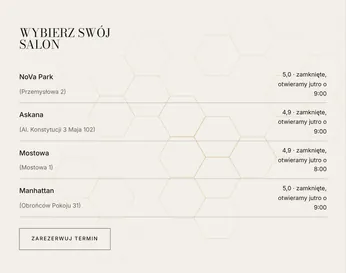 WYBIERZ SWÓJ
SALON
NoVa Park
(Przemysłowa 2)
5,0 · zamknięte,
otwieramy jutro o
9:00
Askana
(Al. Konstytucji 3 Maja 102)
4,9 · zamknięte,
otwieramy jutro o
9:00
Mostowa
(Mostowa 1)
4,9 · zamknięte,
otwieramy jutro o
8:00
Manhattan
(Obrońców Pokoju 31)
5,0 · zamknięte,
otwieramy jutro o
9:00
ZAREZERWUJ TERMIN